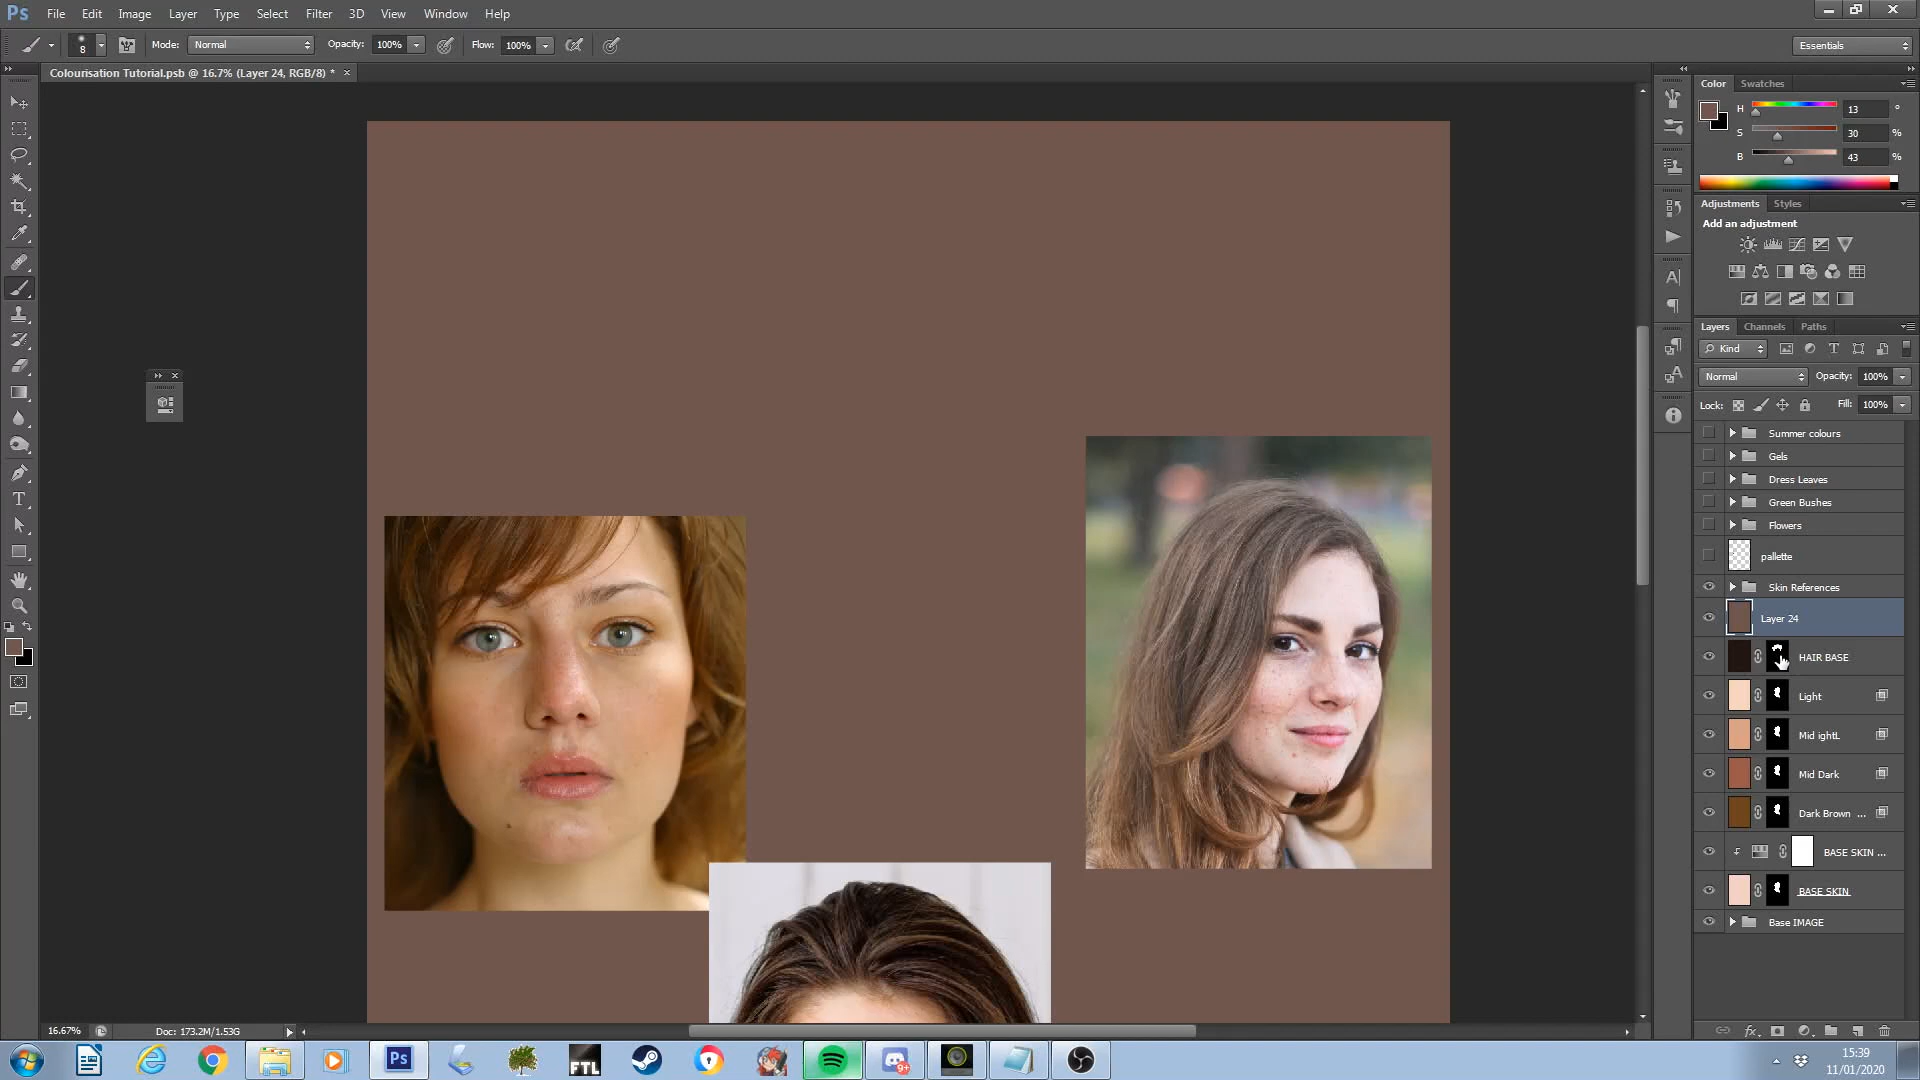 Ps File Edit Image Layer Type Select Filter 3D View Window Help
8 Mode: Normal Opacity: 100% Flow: 100% Essentials
Colourisation Tutorial.psb @ 16.7% (Layer 24, RGB/8) *
Color Swatches
H 13 °
S 30 %
B 43 %
Adjustments Styles
Add an adjustment
Layers Channels Paths
Kind
Normal Opacity: 100%
Lock: Fill: 100%
Summer colours
Gels
Dress Leaves
Green Bushes
Flowers
pallette
Skin References
Layer 24
HAIR BASE
Light
Mid ightL
Mid Dark
Dark Brown ...
BASE SKIN ...
BASE SKIN
Base IMAGE
16.67% Doc: 173.2M/1.53G
Ps FTL 9+
15:39
11/01/2020